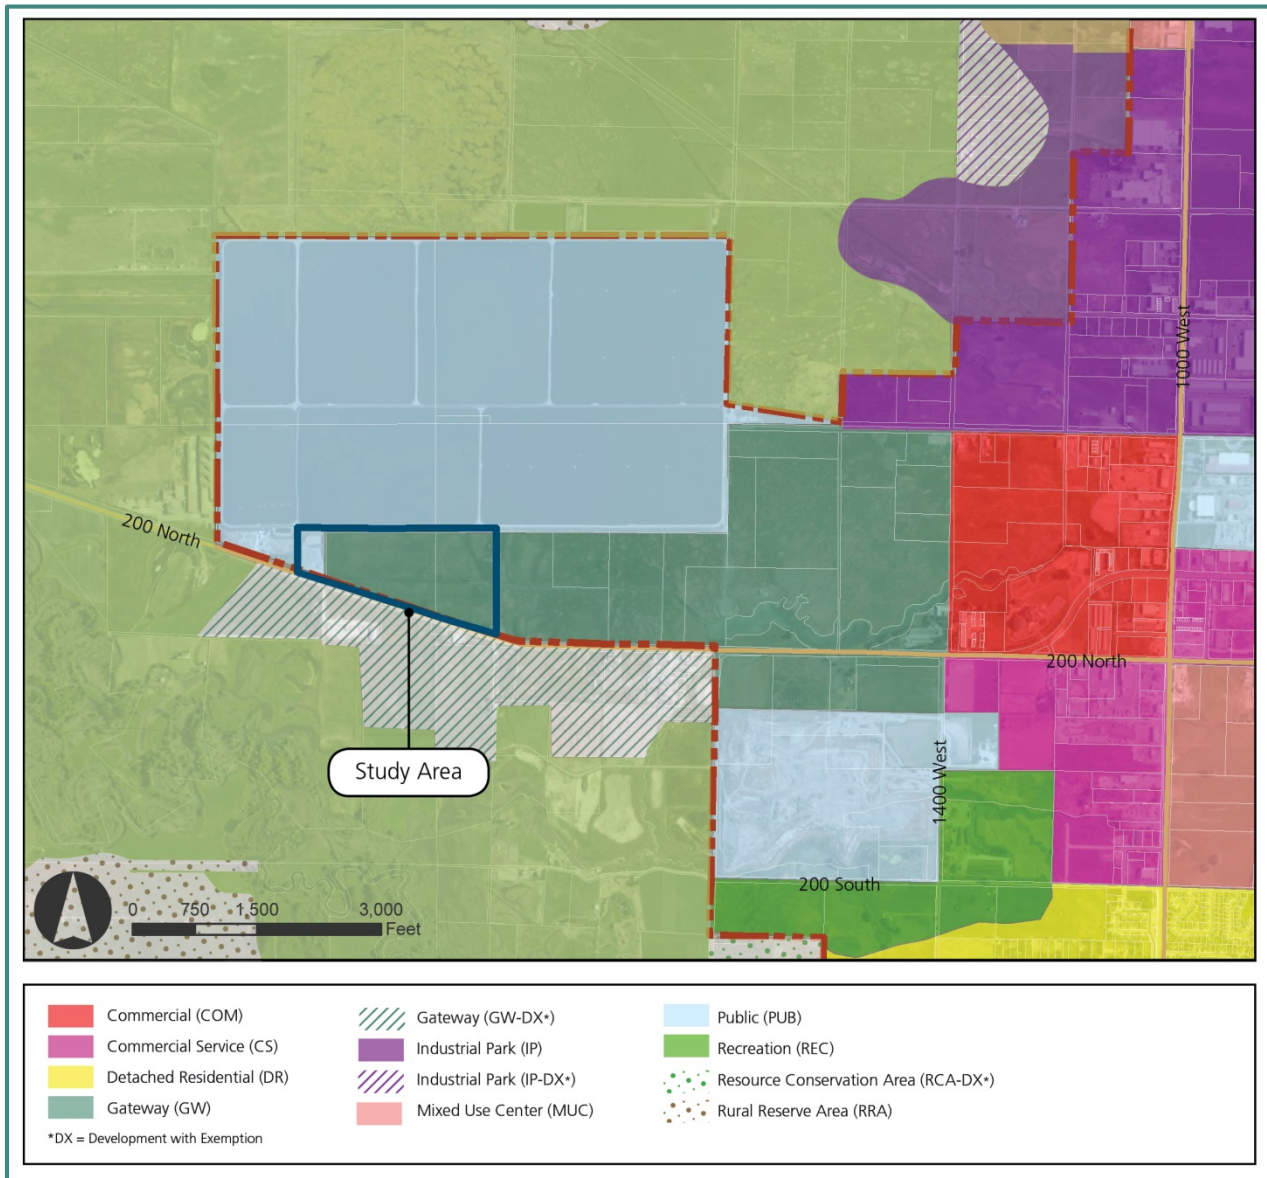 1000 West
200 North
200 North
Study Area
1400 West
200 South
0 750 1,500 3,000
Feet
Commercial (COM)
Commercial Service (CS)
Detached Residential (DR)
Gateway (GW)
*DX = Development with Exemption
Gateway (GW-DX*)
Industrial Park (IP)
Industrial Park (IP-DX*)
Mixed Use Center (MUC)
Public (PUB)
Recreation (REC)
Resource Conservation Area (RCA-DX*)
Rural Reserve Area (RRA)